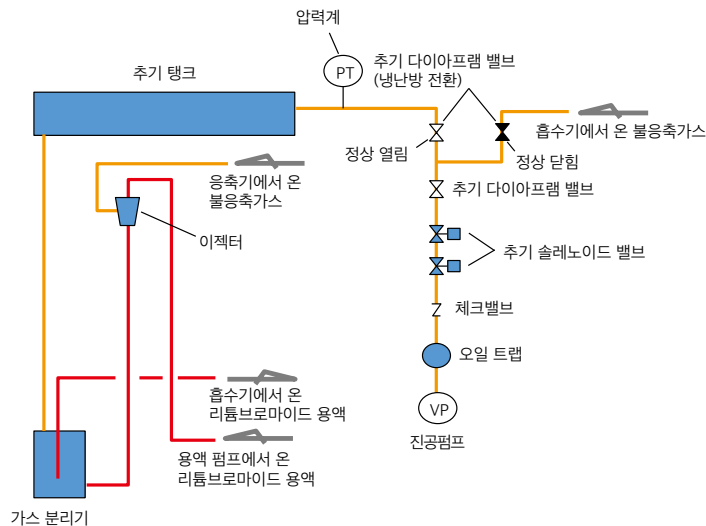 압력계
PT
추기 다이아프램 밸브
(냉난방 전환)
추기 탱크
흡수기에서 온 불응축가스
정상 열림
정상 닫힘
응축기에서 온
불응축가스
추기 다이아프램 밸브
이젝터
추기 솔레노이드 밸브
체크밸브
오일 트랩
흡수기에서 온
리튬브로마이드 용액
VP
진공펌프
용액 펌프에서 온
리튬브로마이드 용액
가스 분리기